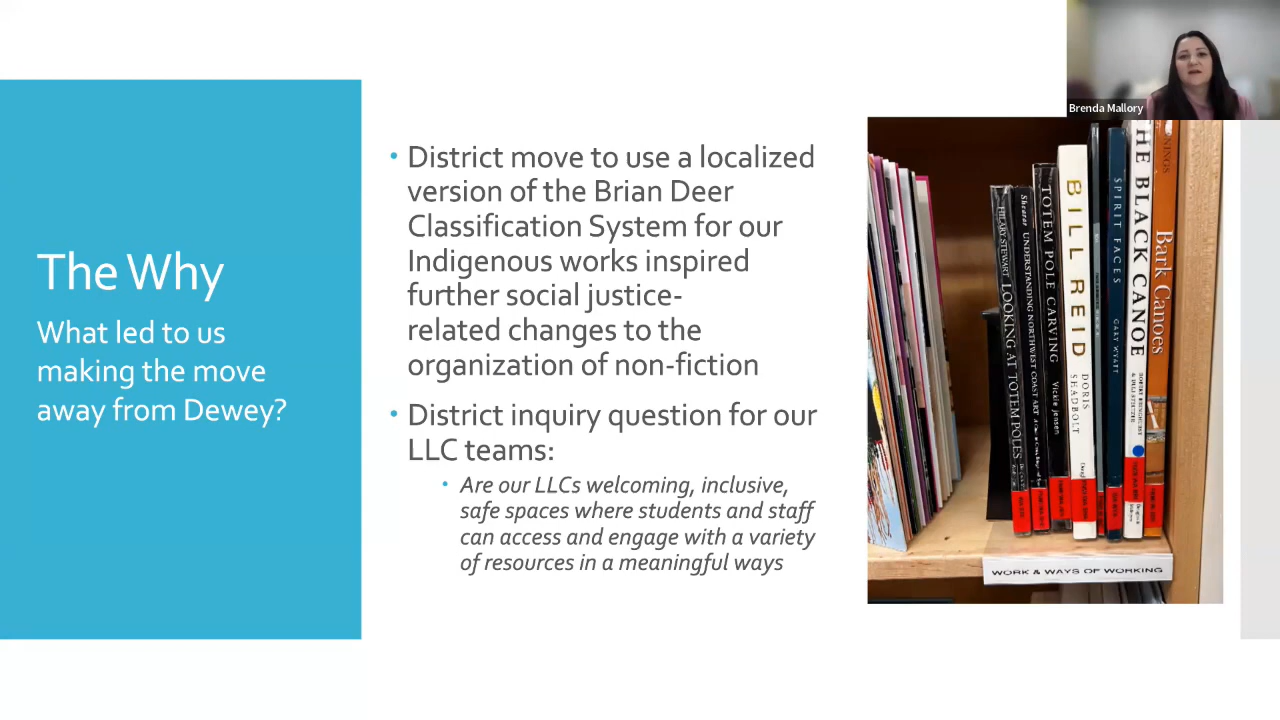 Brenda Mallory
The Why
What led to us
making the move
away from Dewey?
• District move to use a localized
version of the Brian Deer
Classification System for our
Indigenous works inspired
further social justice-
related changes to the
organization of non-fiction
• District inquiry question for our
LLC teams:
• Are our LLCs welcoming, inclusive,
safe spaces where students and staff
can access and engage with a variety
of resources in a meaningful ways
HILARY STEWART LOOKING AT TOTEM POLES
Shearar UNDERSTANDING NORTHWEST COAST ART
TOTEM POLE CARVING Vickie Jensen
BILL REID DORIS SHADBOLT
SPIRIT FACES GARY WYATT
THE BLACK CANOE
Bark Canoes
WORK & WAYS OF WORKING